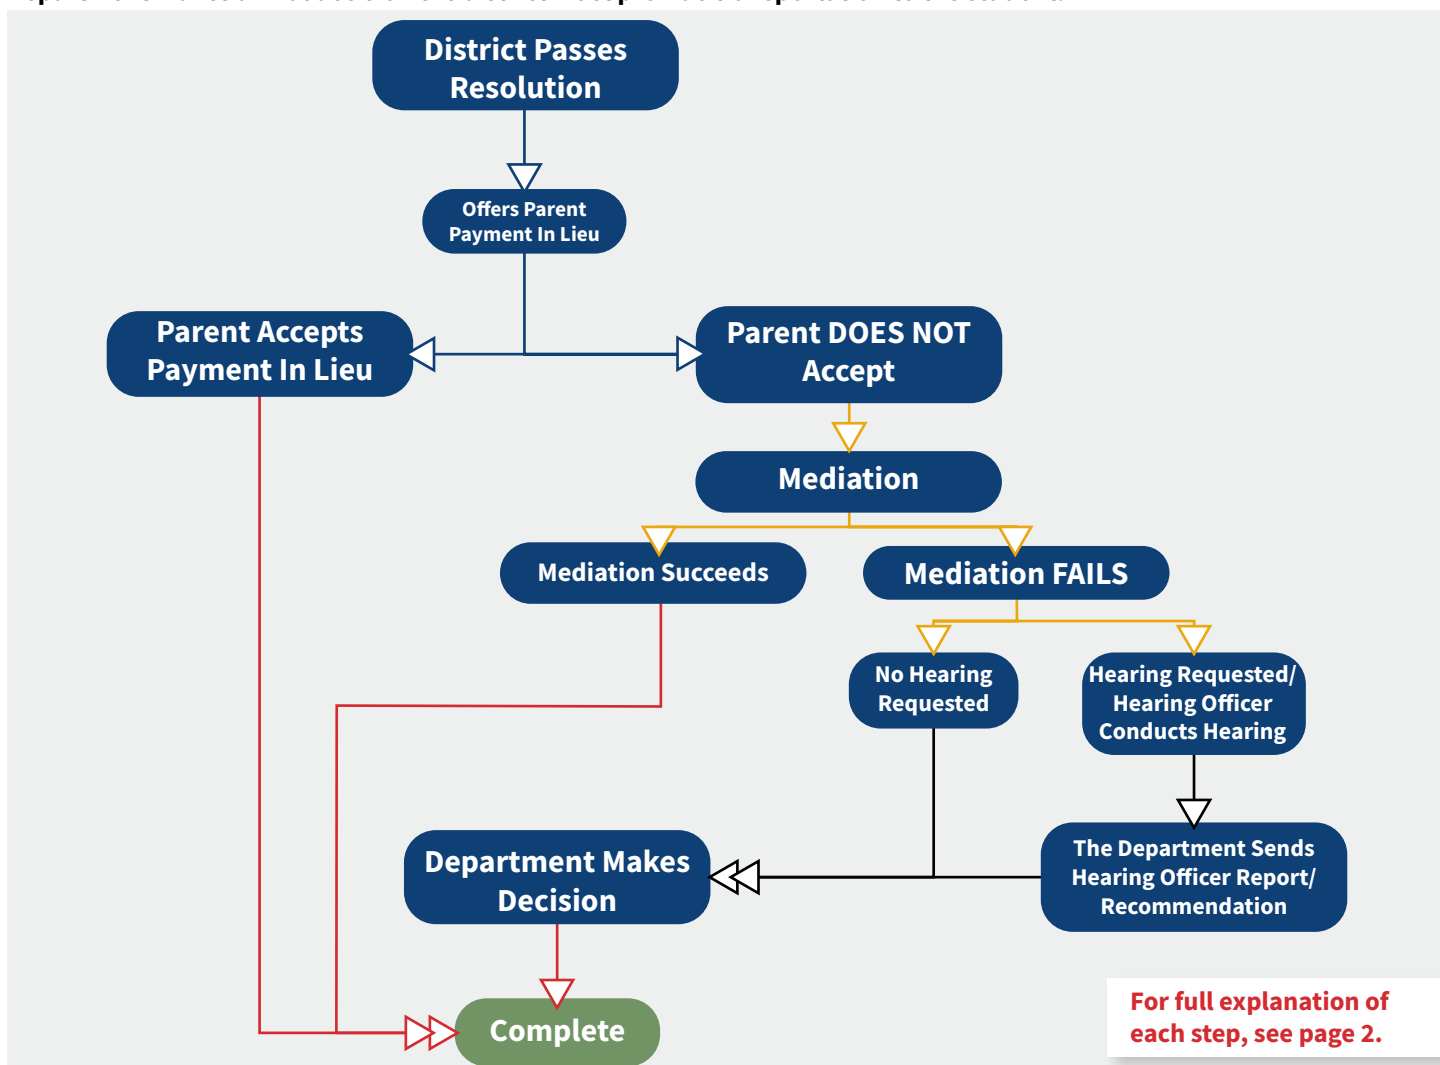 District Passes
Resolution
Offers Parent
Payment In Lieu
Parent Accepts
Payment In Lieu
Parent DOES NOT
Accept
Mediation
Mediation Succeeds
Mediation FAILS
No Hearing
Requested
Hearing Requested/
Hearing Officer
Conducts Hearing
Department Makes
Decision
The Department Sends
Hearing Officer Report/
Recommendation
Complete
For full explanation of
each step, see page 2.